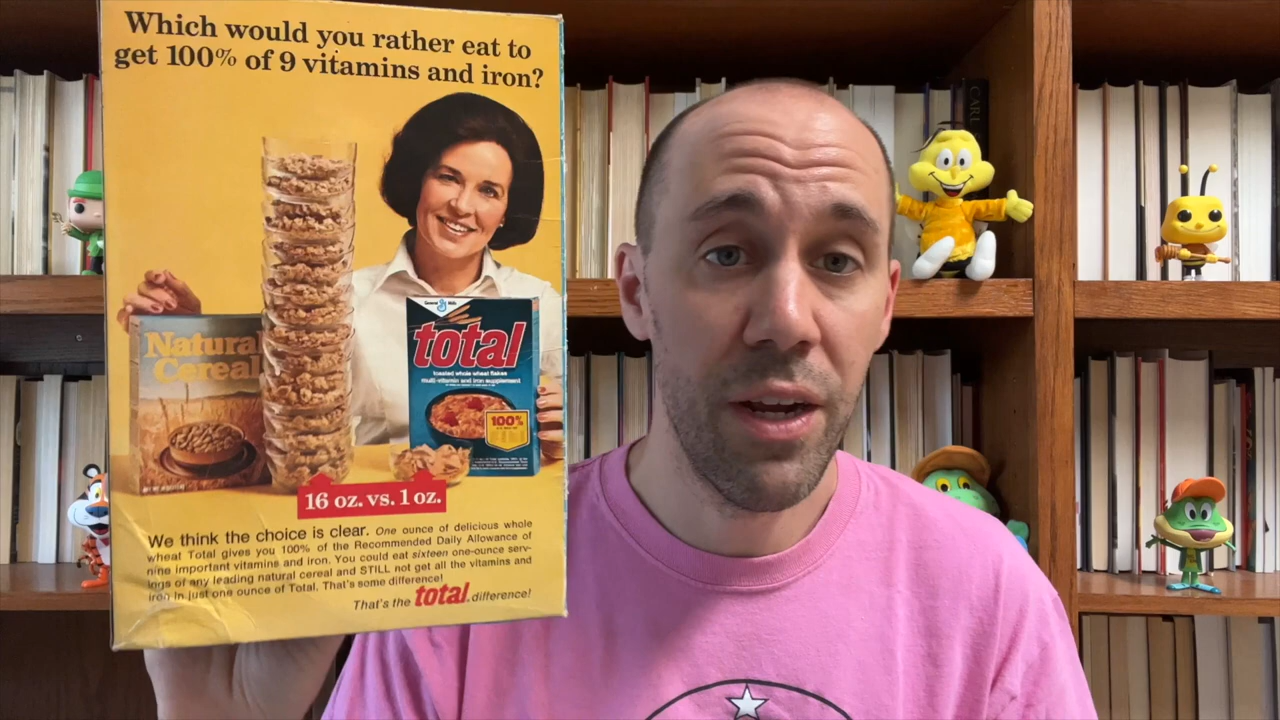 Which would you rather eat to
get 100% of 9 vitamins and iron?
Natural
Cereal
General Mills
total
toasted whole wheat flakes
multi-vitamin and iron supplement
100%
16 oz. vs. 1 oz.
We think the choice is clear. One ounce of delicious whole
wheat Total gives you 100% of the Recommended Daily Allowance of
nine important vitamins and iron. You could eat sixteen one-ounce serv-
ings of any leading natural cereal and STILL not get all the vitamins and
iron in just one ounce of Total. That's some difference!
That's the total difference!
CARL